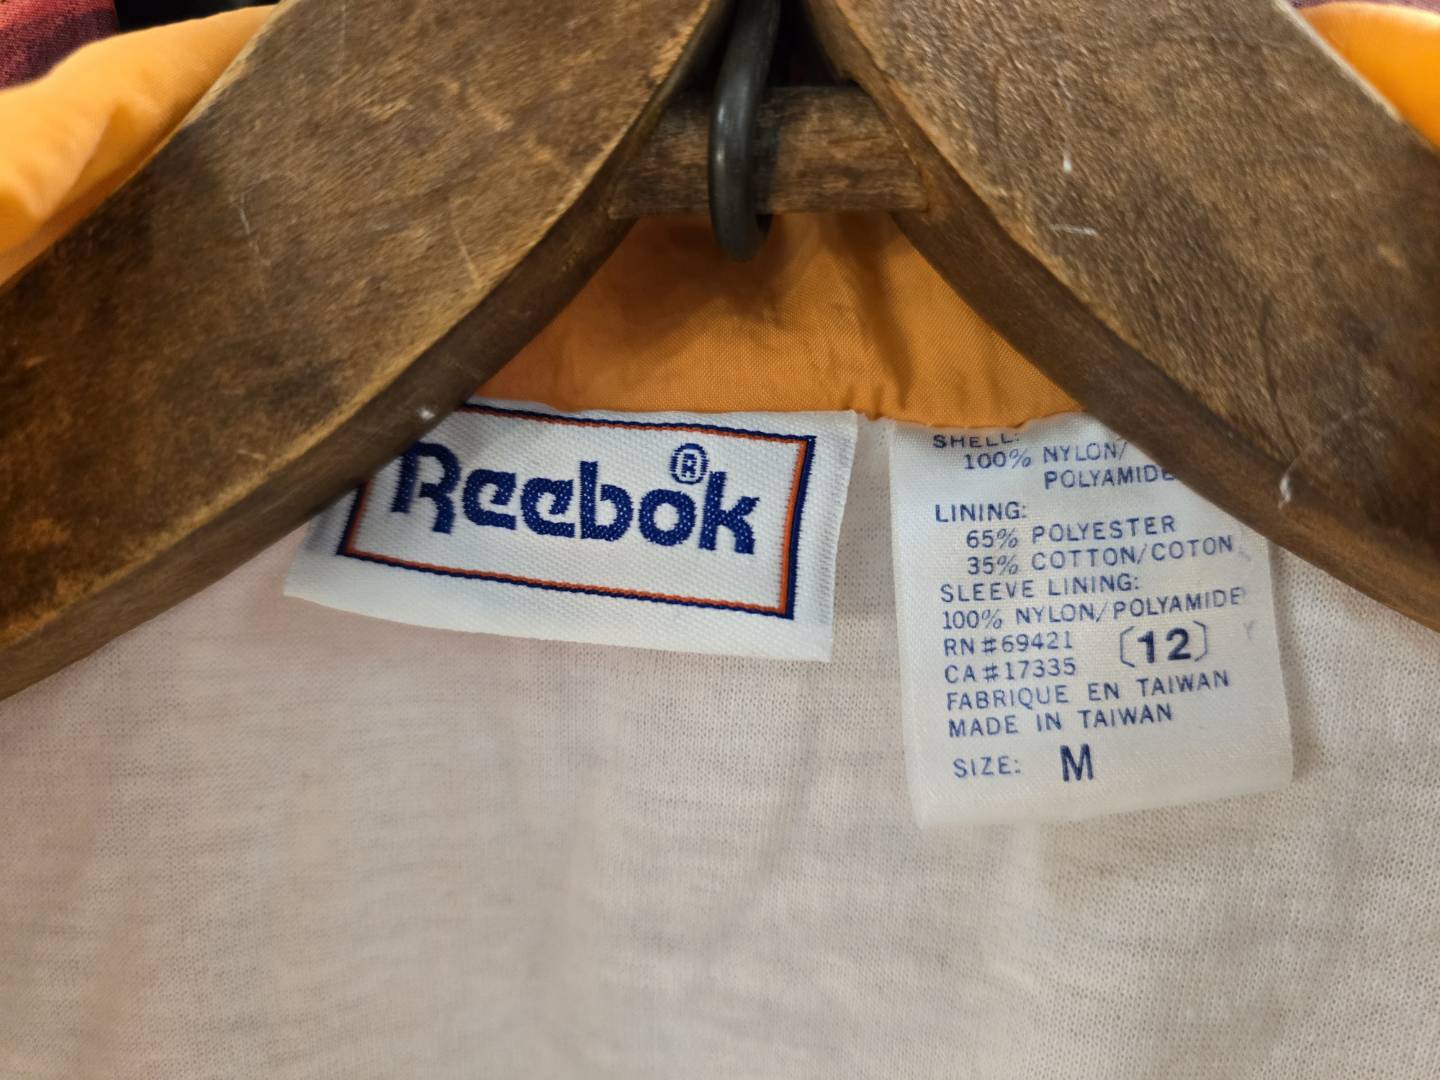 Reebok®
SHELL:
100% NYLON/
POLYAMIDE
LINING:
65% POLYESTER
35% COTTON/COTON
SLEEVE LINING:
100% NYLON/POLYAMIDE
RN#69421 [12]
CA#17335
FABRIQUE EN TAIWAN
MADE IN TAIWAN
SIZE: M